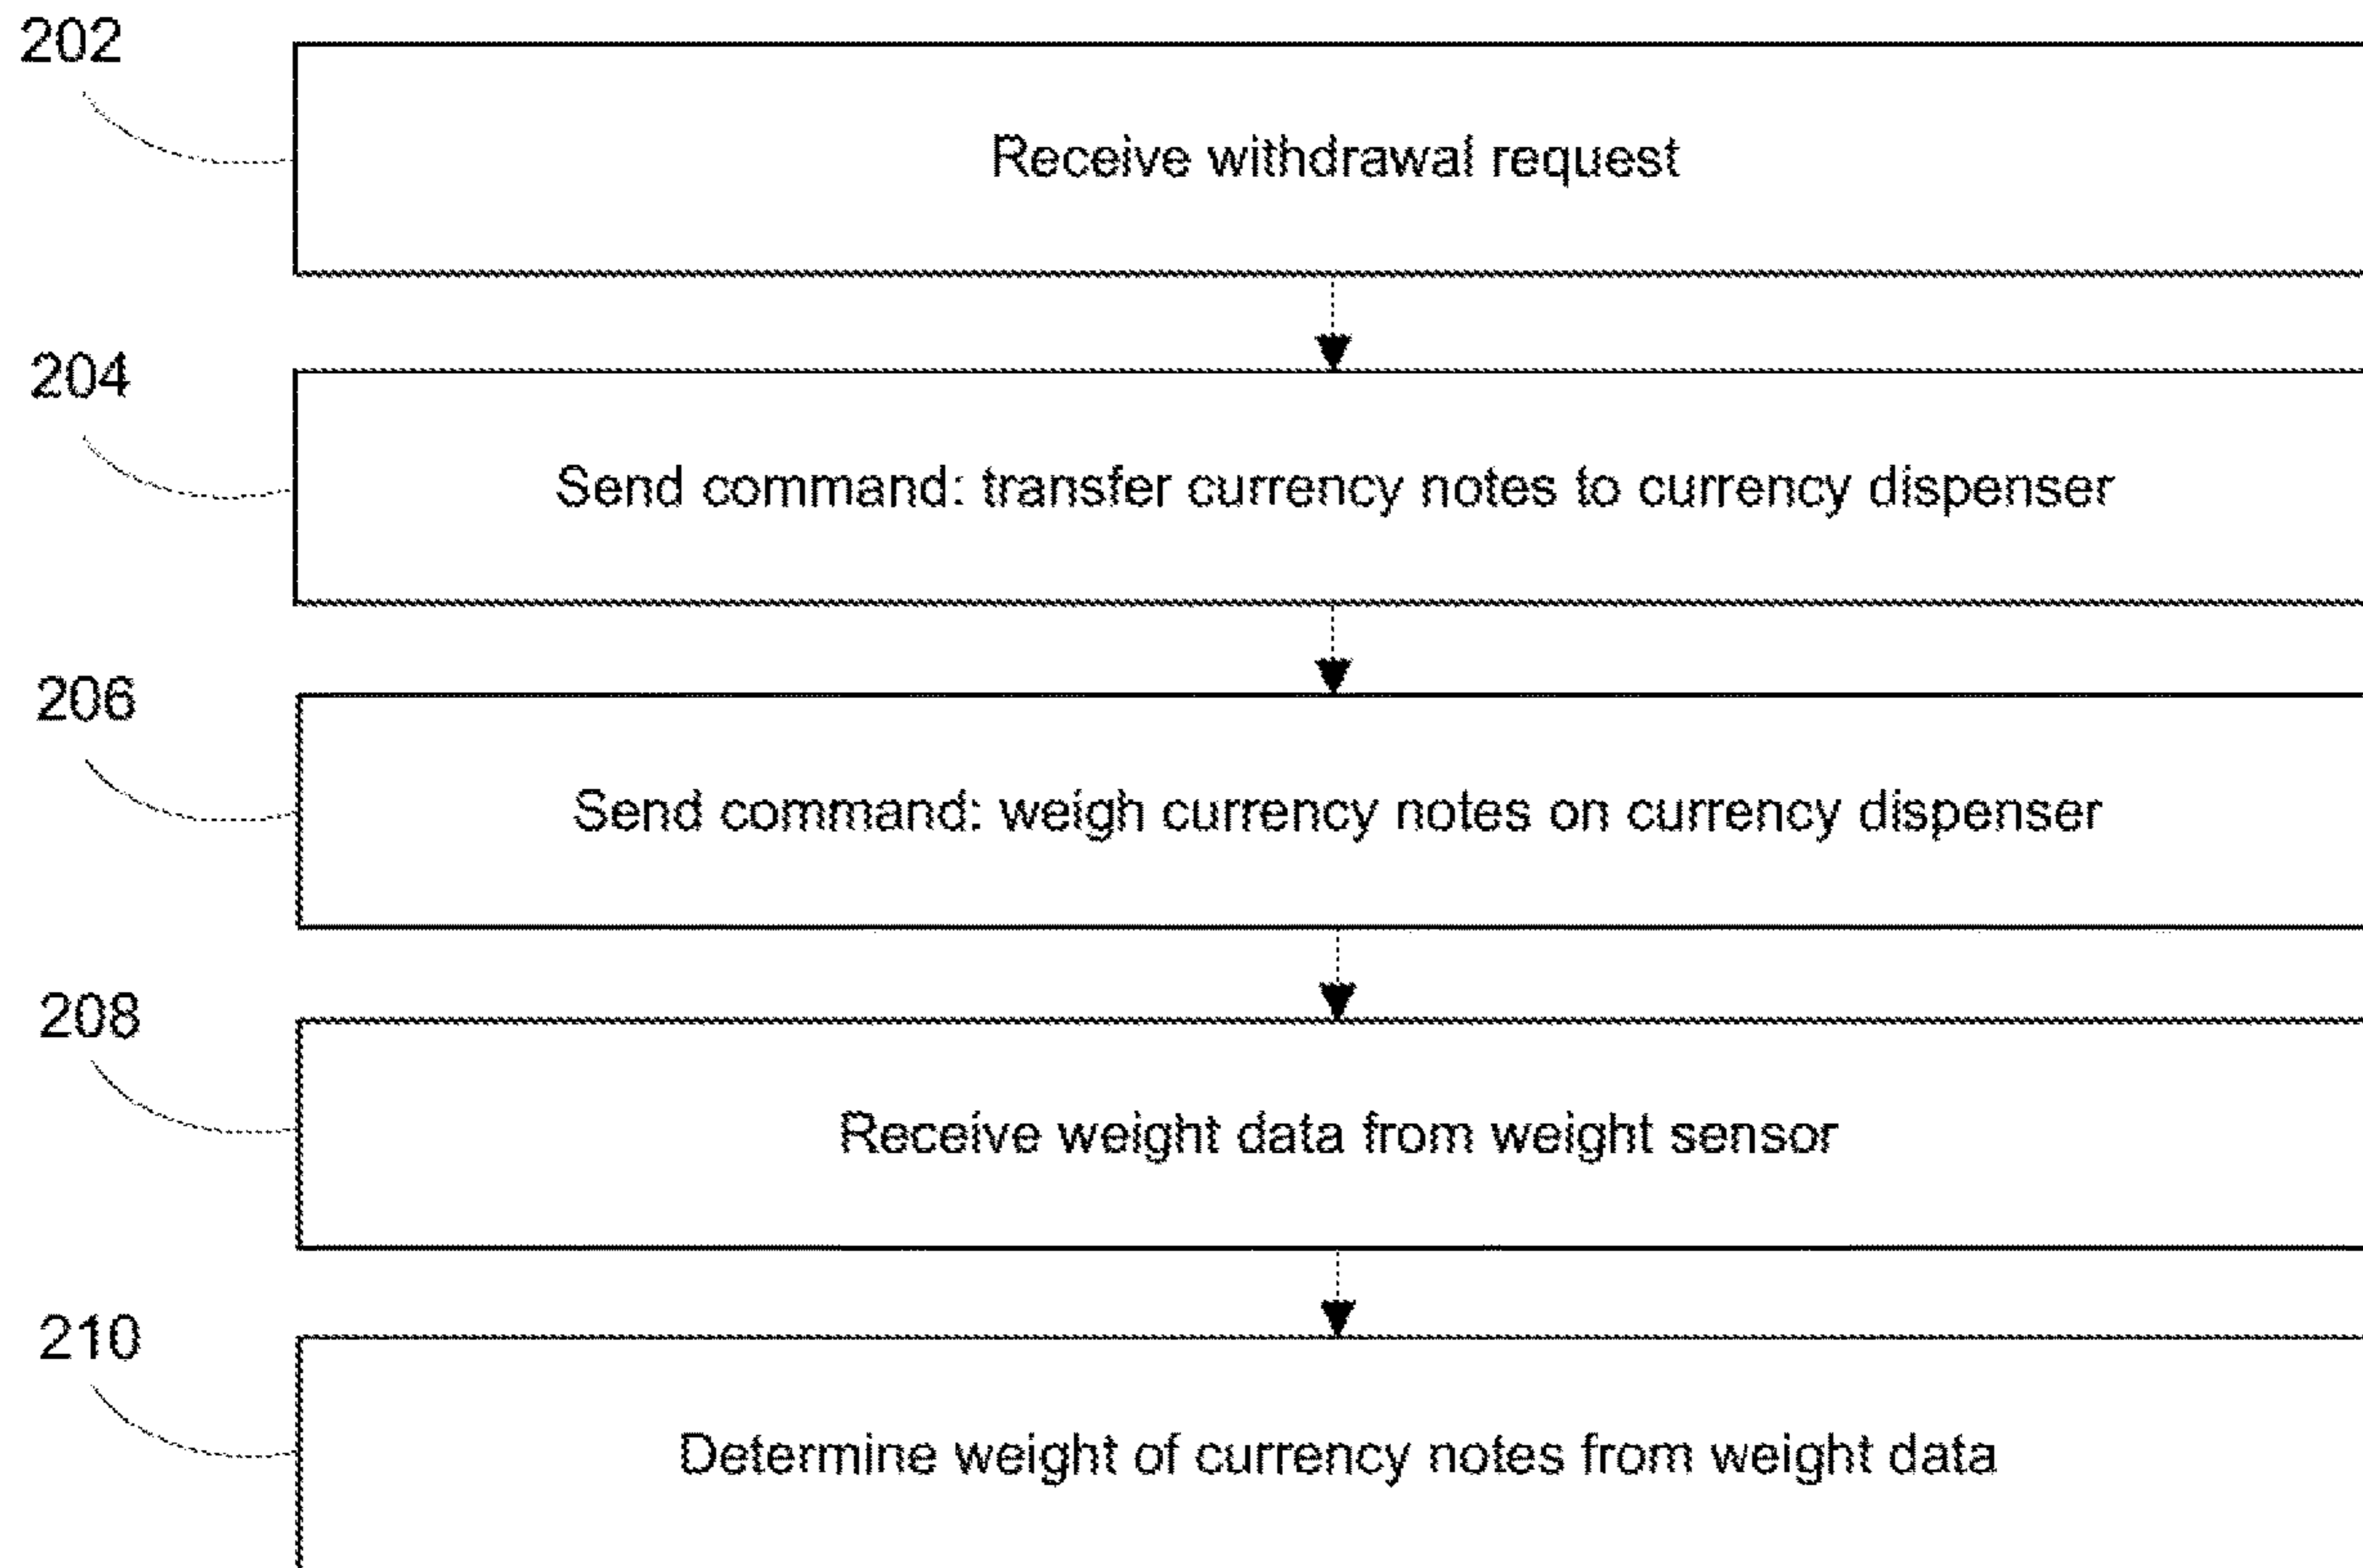 202
Receive withdrawal request
204
Send command: transfer currency notes to currency dispenser
206
Send command: weigh currency notes on currency dispenser
208
Receive weight data from weight sensor
210
Determine weight of currency notes from weight data